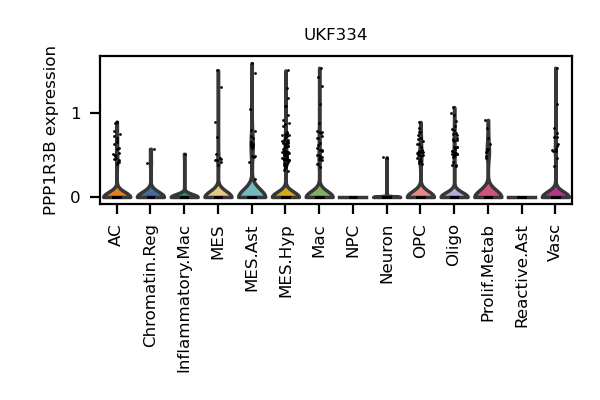 UKF334
PPP1R3B expression
1
0
AC
Chromatin.Reg
Inflammatory.Mac
MES
MES.Ast
MES.Hyp
Mac
NPC
Neuron
OPC
Oligo
Prolif.Metab
Reactive.Ast
Vasc